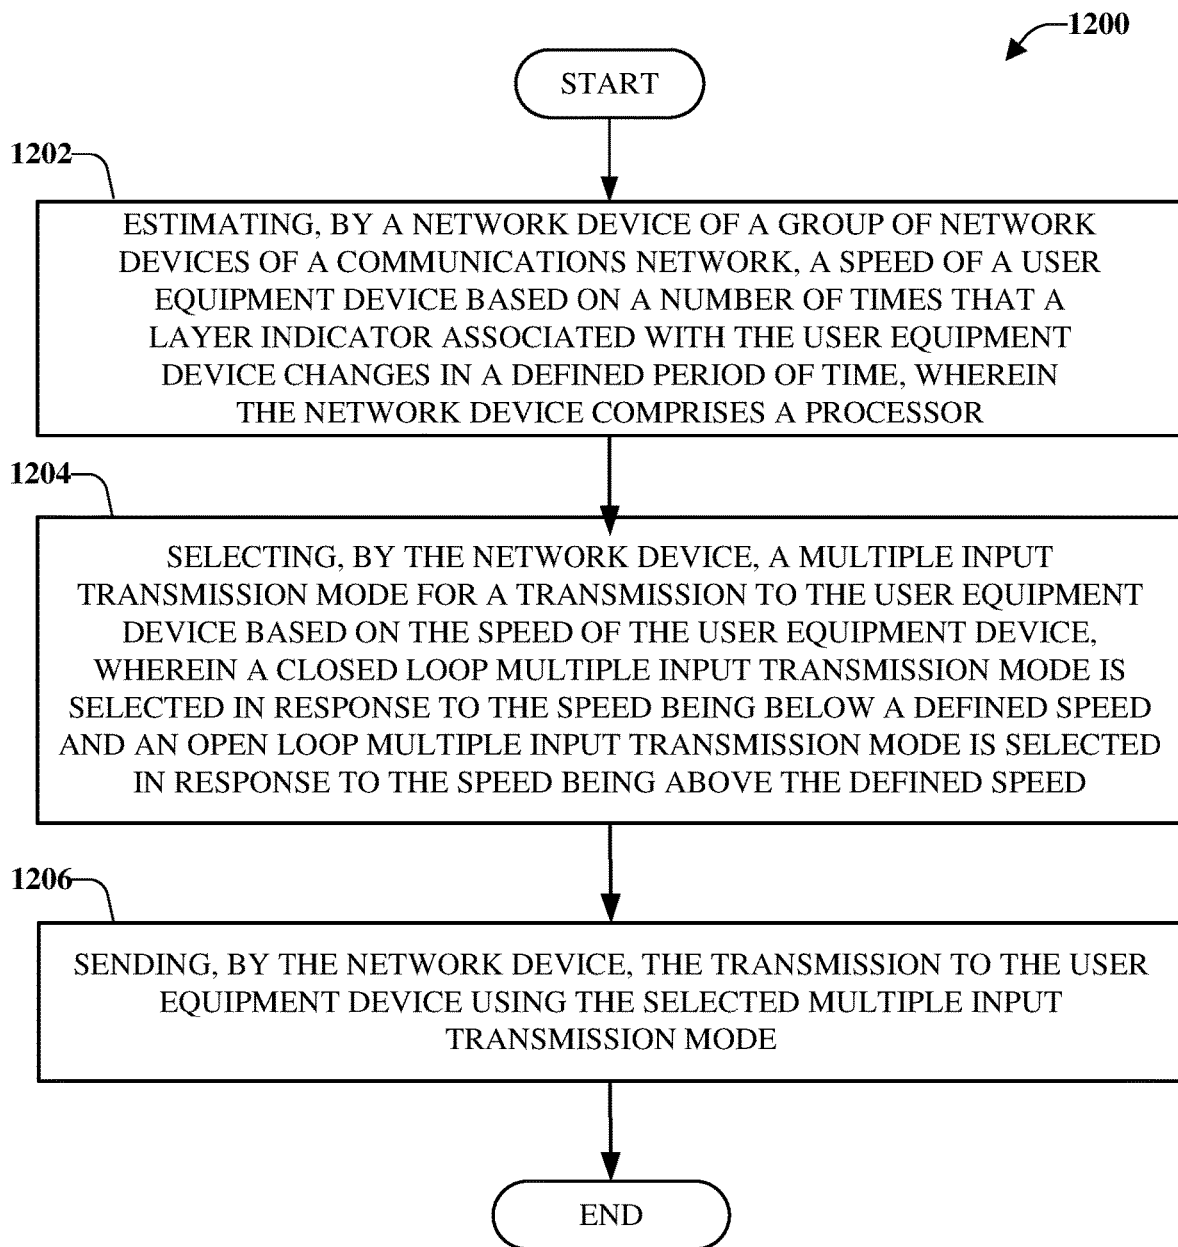 1200
START
1202
ESTIMATING, BY A NETWORK DEVICE OF A GROUP OF NETWORK
DEVICES OF A COMMUNICATIONS NETWORK, A SPEED OF A USER
EQUIPMENT DEVICE BASED ON A NUMBER OF TIMES THAT A
LAYER INDICATOR ASSOCIATED WITH THE USER EQUIPMENT
DEVICE CHANGES IN A DEFINED PERIOD OF TIME, WHEREIN
THE NETWORK DEVICE COMPRISES A PROCESSOR
1204
SELECTING, BY THE NETWORK DEVICE, A MULTIPLE INPUT
TRANSMISSION MODE FOR A TRANSMISSION TO THE USER EQUIPMENT
DEVICE BASED ON THE SPEED OF THE USER EQUIPMENT DEVICE,
WHEREIN A CLOSED LOOP MULTIPLE INPUT TRANSMISSION MODE IS
SELECTED IN RESPONSE TO THE SPEED BEING BELOW A DEFINED SPEED
AND AN OPEN LOOP MULTIPLE INPUT TRANSMISSION MODE IS SELECTED
IN RESPONSE TO THE SPEED BEING ABOVE THE DEFINED SPEED
1206
SENDING, BY THE NETWORK DEVICE, THE TRANSMISSION TO THE USER
EQUIPMENT DEVICE USING THE SELECTED MULTIPLE INPUT
TRANSMISSION MODE
END